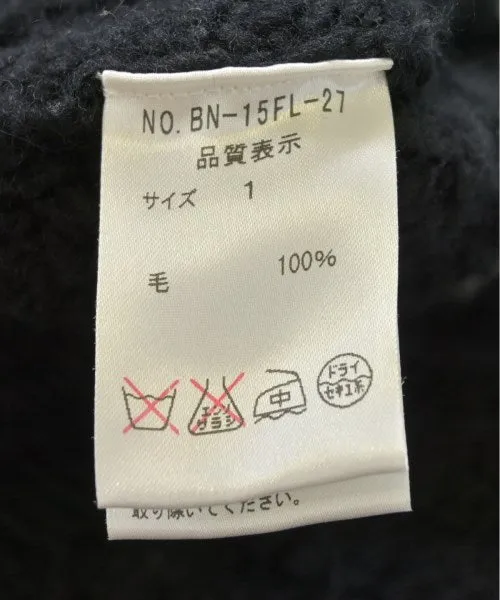 NO. BN-15FL-27
品質表示
サイズ 1
毛 100%
エンソ
サラシ
中
ドライ
セキユ系
取り除いてください。